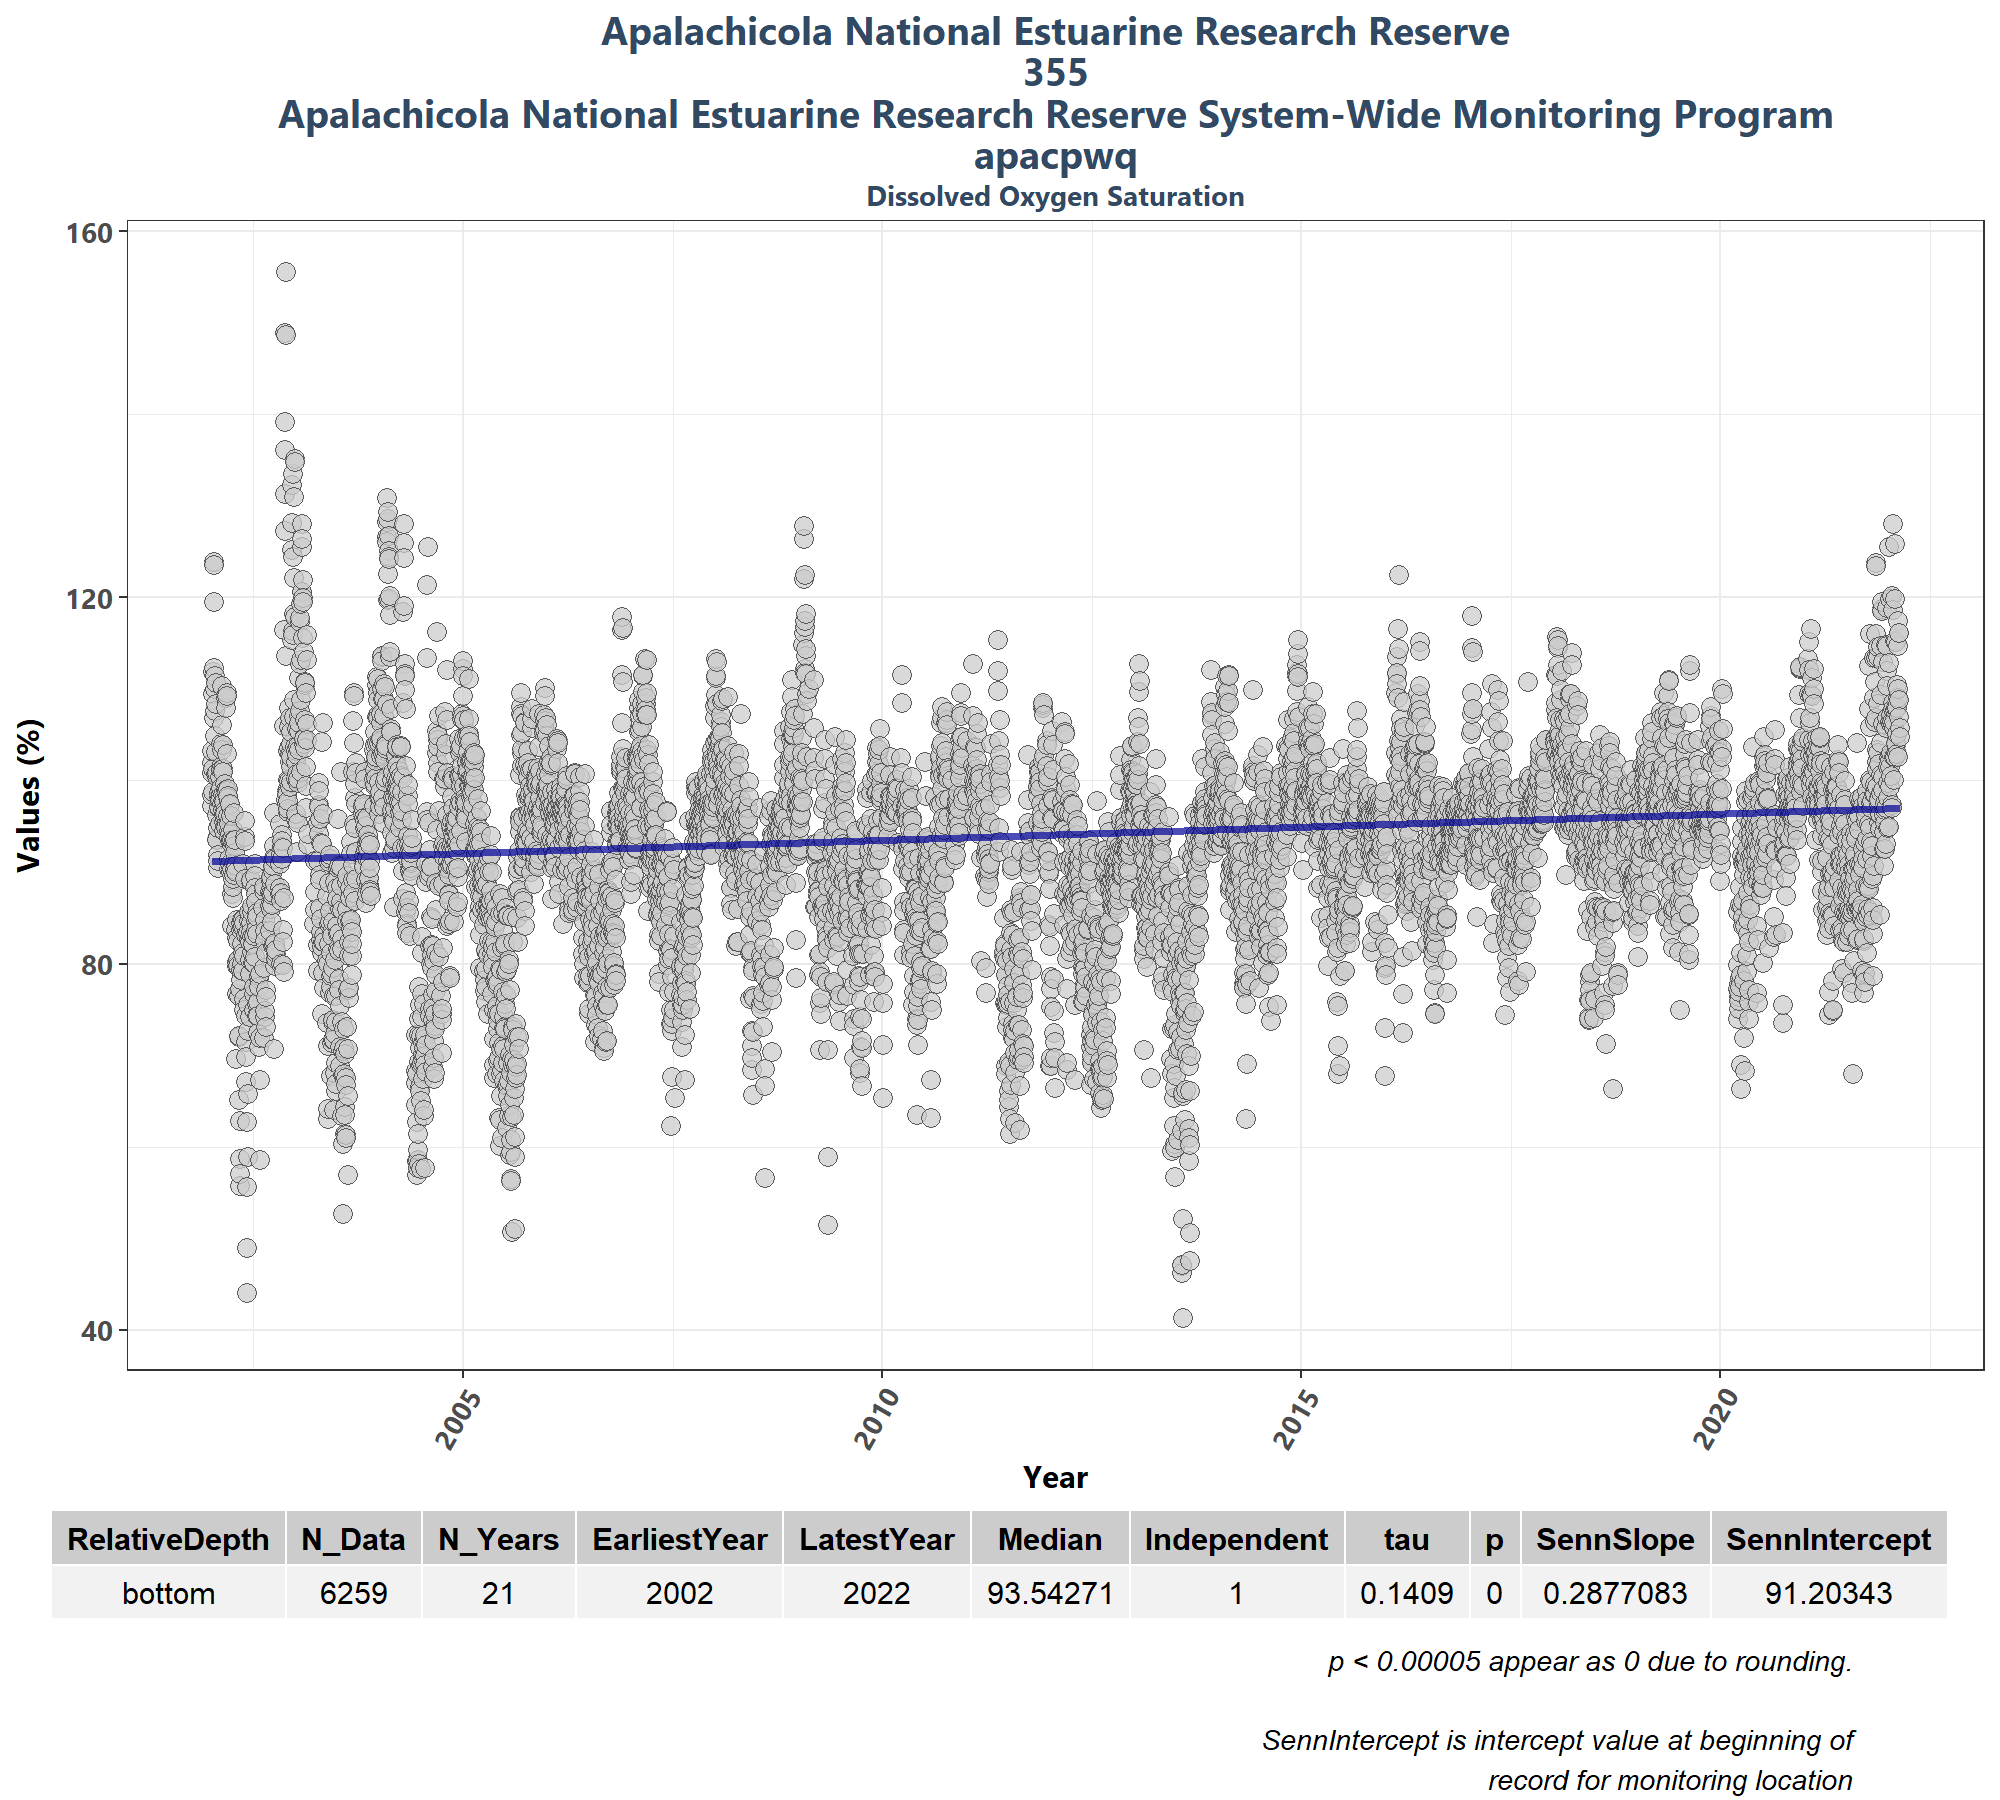 Apalachicola National Estuarine Research Reserve
355
Apalachicola National Estuarine Research Reserve System-Wide Monitoring Program
apacpwq
Dissolved Oxygen Saturation
160
120
80
40
Values (%)
2005
2010
2015
2020
Year
RelativeDepth N_Data N_Years EarliestYear LatestYear Median Independent tau p SennSlope SennIntercept
bottom 6259 21 2002 2022 93.54271 1 0.1409 0 0.2877083 91.20343
p < 0.00005 appear as 0 due to rounding.
SennIntercept is intercept value at beginning of
record for monitoring location